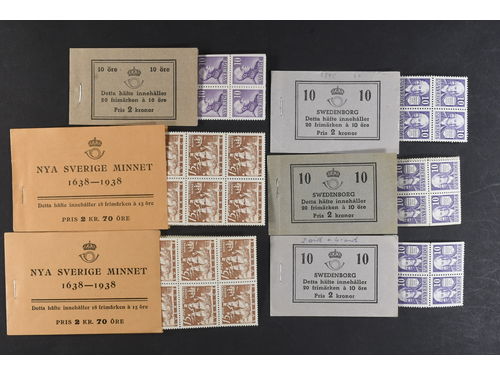 10 öre 10 öre
Detta häfte innehåller
20 frimärken à 10 öre
Pris 2 kronor
10 10
SWEDENBORG
Detta häfte innehåller
20 frimärken à 10 öre
Pris 2 kronor
NYA SVERIGE MINNET
1638—1938
Detta häfte innehåller 18 frimärken à 15 öre
PRIS 2 KR. 70 ÖRE
10 10
SWEDENBORG
Detta häfte innehåller
20 frimärken à 10 öre
Pris 2 kronor
NYA SVERIGE MINNET
1638—1938
Detta häfte innehåller 18 frimärken à 15 öre
PRIS 2 KR. 70 ÖRE
10 10
SWEDENBORG
Detta häfte innehåller
20 frimärken à 10 öre
Pris 2 kronor